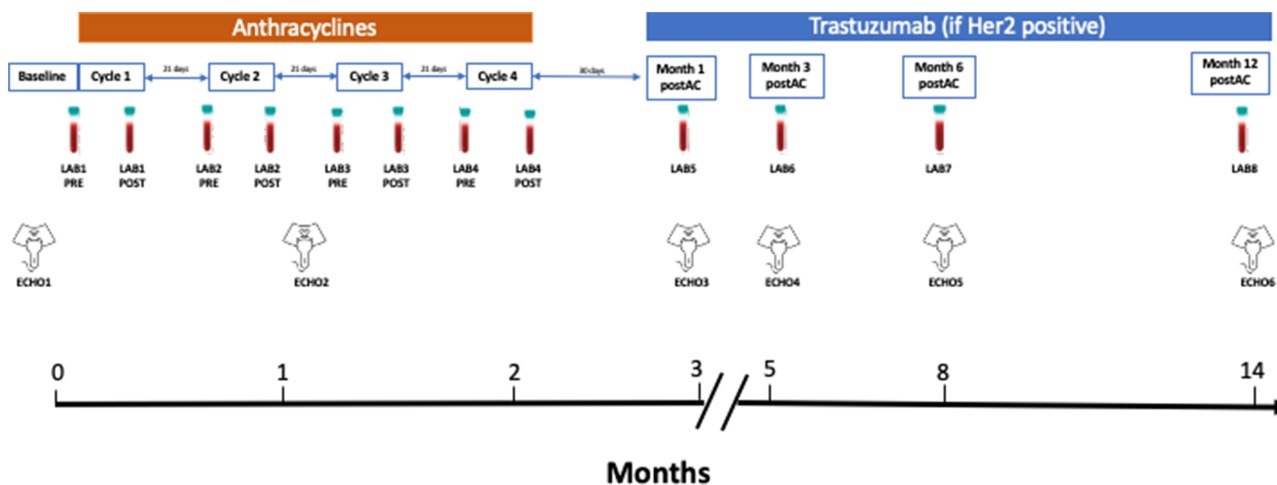 Anthracyclines
Trastuzumab (if Her2 positive)
Baseline
Cycle 1
21 days
Cycle 2
21 days
Cycle 3
21 days
Cycle 4
30 days
Month 1
postAC
Month 3
postAC
Month 6
postAC
Month 12
postAC
LAB1
PRE
LAB1
POST
LAB2
PRE
LAB2
POST
LAB3
PRE
LAB3
POST
LAB4
PRE
LAB4
POST
LAB5
LAB6
LAB7
LAB8
ECHO1
ECHO2
ECHO3
ECHO4
ECHO5
ECHO6
0
1
2
3
5
8
14
Months